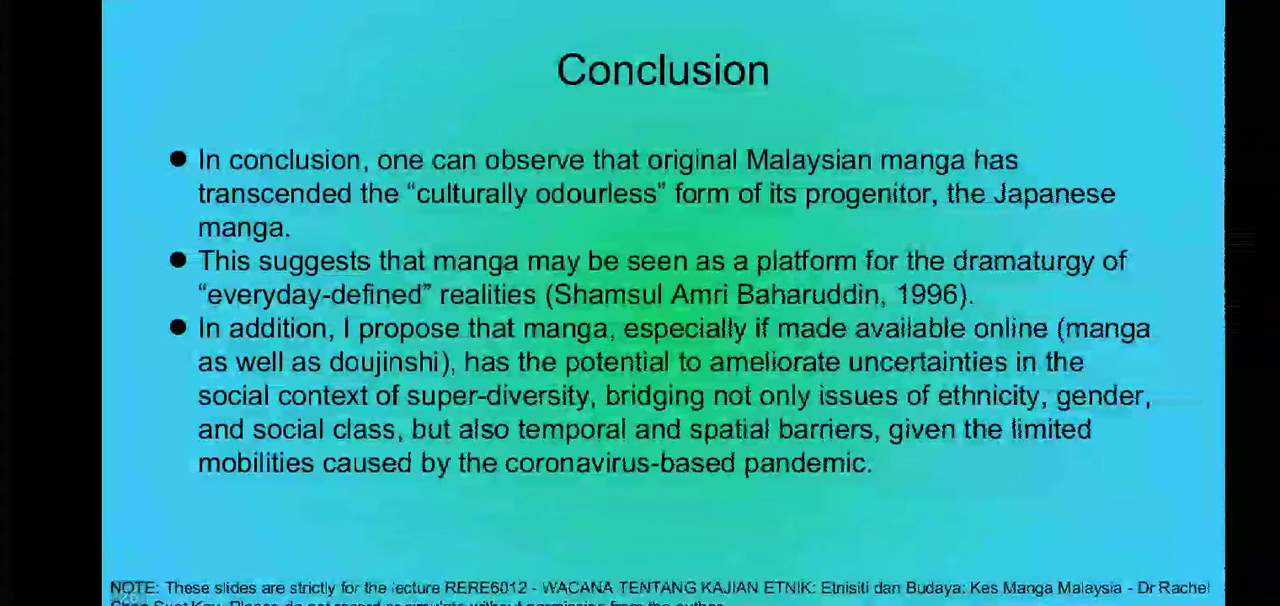 Conclusion
● In conclusion, one can observe that original Malaysian manga has
transcended the “culturally odourless” form of its progenitor, the Japanese
manga.
● This suggests that manga may be seen as a platform for the dramaturgy of
“everyday-defined” realities (Shamsul Amri Baharuddin, 1996).
● In addition, I propose that manga, especially if made available online (manga
as well as doujinshi), has the potential to ameliorate uncertainties in the
social context of super-diversity, bridging not only issues of ethnicity, gender,
and social class, but also temporal and spatial barriers, given the limited
mobilities caused by the coronavirus-based pandemic.
NOTE: These slides are strictly for the lecture RERE6012 - WACANA TENTANG KAJIAN ETNIK: Etnisiti dan Budaya: Kes Manga Malaysia - Dr Rachel